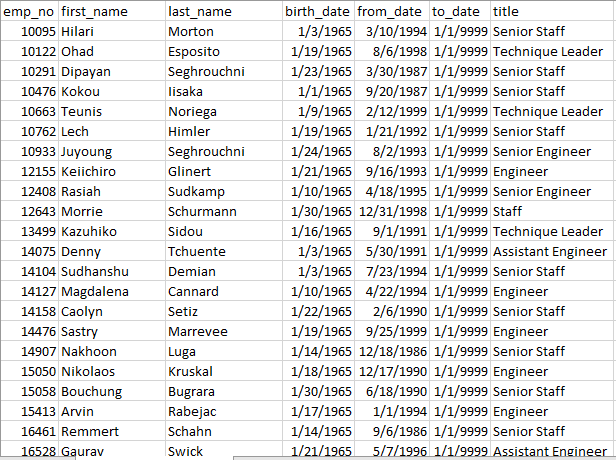 emp_no first_name last_name birth_date from_date to_date title
10095 Hilari Morton 1/3/1965 3/10/1994 1/1/9999 Senior Staff
10122 Ohad Esposito 1/19/1965 8/6/1998 1/1/9999 Technique Leader
10291 Dipayan Seghrouchni 1/23/1965 3/30/1987 1/1/9999 Senior Staff
10476 Kokou Iisaka 1/1/1965 9/20/1987 1/1/9999 Senior Staff
10663 Teunis Noriega 1/9/1965 2/12/1999 1/1/9999 Technique Leader
10762 Lech Himler 1/19/1965 1/21/1992 1/1/9999 Senior Staff
10933 Juyoung Seghrouchni 1/24/1965 8/2/1993 1/1/9999 Senior Engineer
12155 Keiichiro Glinert 1/21/1965 9/16/1993 1/1/9999 Engineer
12408 Rasiah Sudkamp 1/10/1965 4/18/1995 1/1/9999 Senior Engineer
12643 Morrie Schurmann 1/30/1965 12/31/1998 1/1/9999 Staff
13499 Kazuhiko Sidou 1/16/1965 9/1/1991 1/1/9999 Technique Leader
14075 Denny Tchuente 1/3/1965 5/30/1991 1/1/9999 Assistant Engineer
14104 Sudhanshu Demian 1/3/1965 7/23/1994 1/1/9999 Senior Staff
14127 Magdalena Cannard 1/10/1965 4/22/1994 1/1/9999 Engineer
14158 Caolyn Setiz 1/22/1965 2/6/1990 1/1/9999 Senior Staff
14476 Sastry Marrevee 1/19/1965 9/25/1999 1/1/9999 Engineer
14907 Nakhoon Luga 1/14/1965 12/18/1986 1/1/9999 Senior Staff
15050 Nikolaos Kruskal 1/18/1965 12/17/1990 1/1/9999 Engineer
15058 Bouchung Bugrara 1/30/1965 6/18/1990 1/1/9999 Senior Staff
15413 Arvin Rabejac 1/17/1965 1/1/1994 1/1/9999 Engineer
16461 Remmert Schahn 1/14/1965 9/6/1986 1/1/9999 Senior Staff
16528 Gaurav Swick 1/21/1965 5/7/1996 1/1/9999 Assistant Engineer